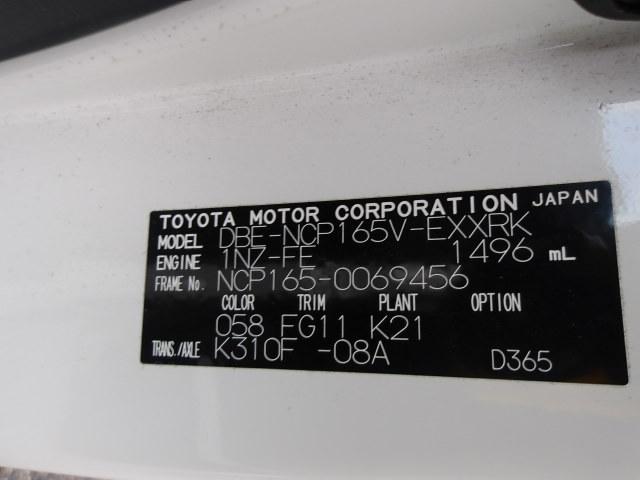 TOYOTA MOTOR CORPORATION JAPAN
MODEL DBE-NCP165V-EXXRK
ENGINE 1NZ-FE 1496 mL
FRAME No. NCP165-0069456
COLOR TRIM PLANT OPTION
058 FG11 K21
TRANS./AXLE K310F -08A D365